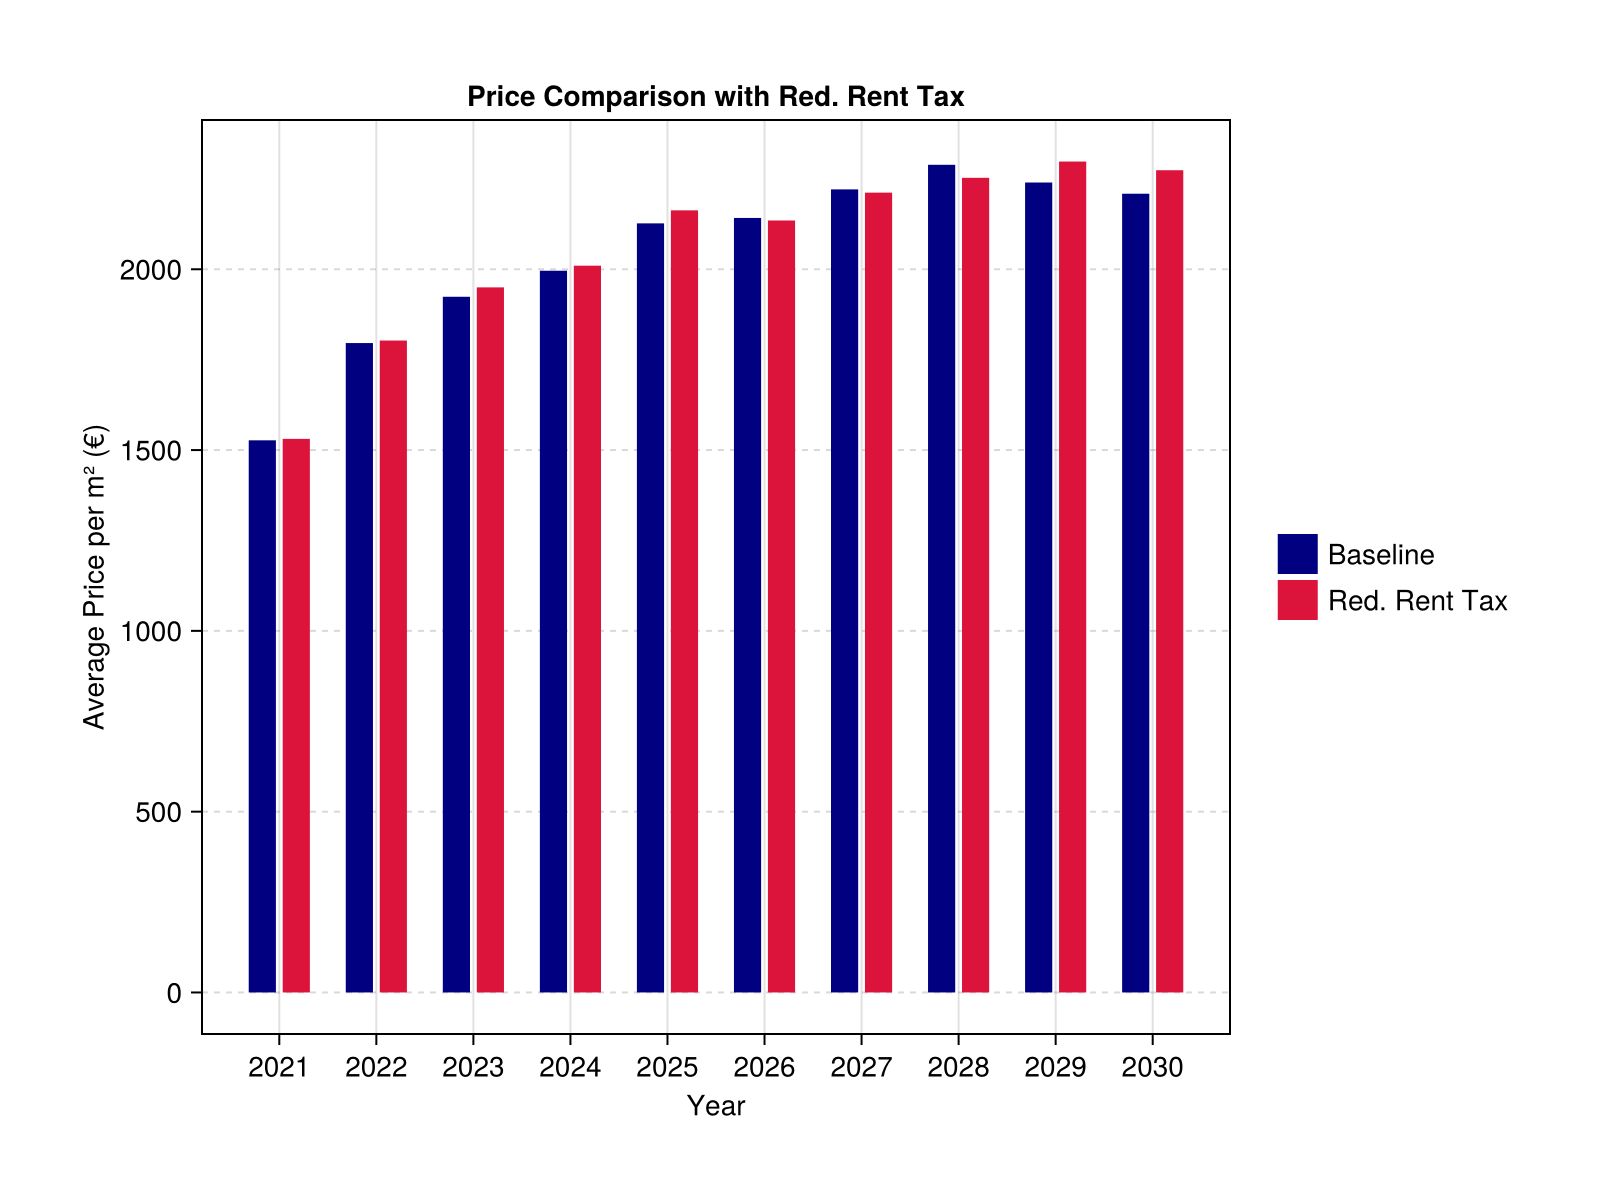 Price Comparison with Red. Rent Tax
Average Price per m² (€)
2000
1500
1000
500
0
2021 2022 2023 2024 2025 2026 2027 2028 2029 2030
Year
Baseline
Red. Rent Tax